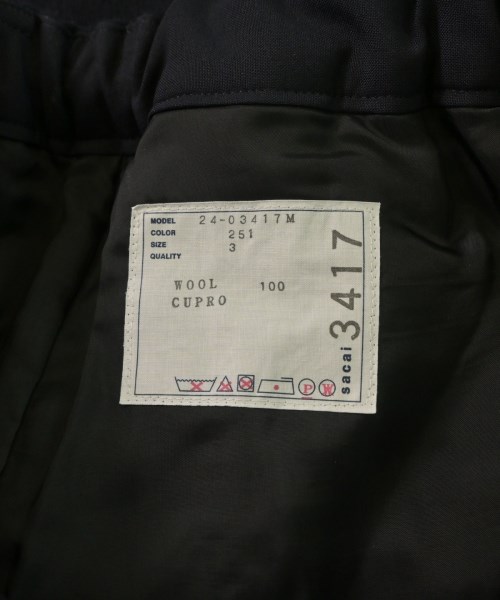 MODEL 24-03417M
COLOR 251
SIZE 3
QUALITY
WOOL 100
CUPRO
P W
sacai 3417